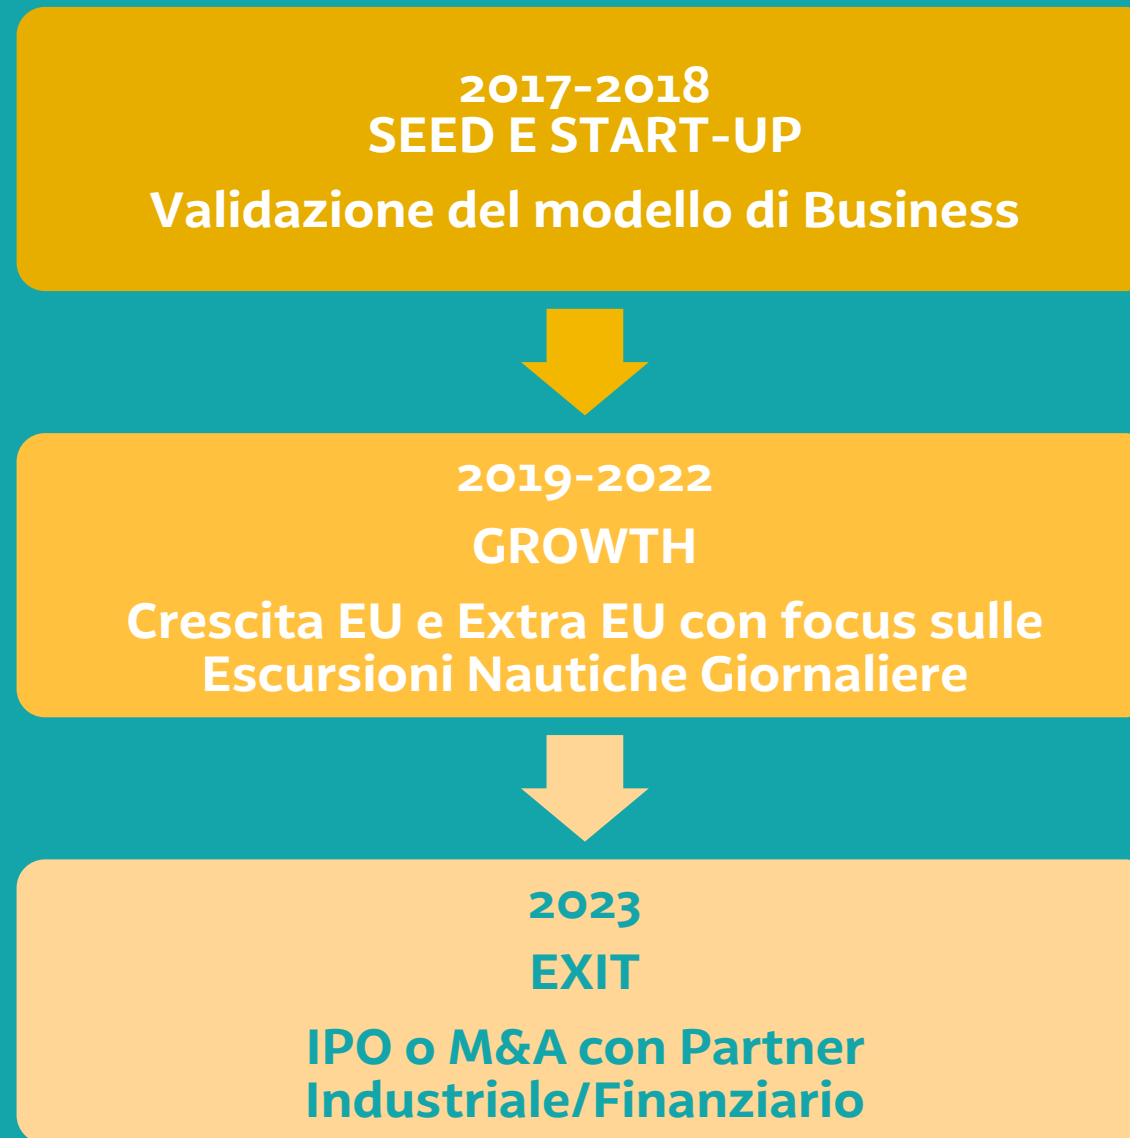 2017-2018
SEED E START-UP
Validazione del modello di Business
2019-2022
GROWTH
Crescita EU e Extra EU con focus sulle
Escursioni Nautiche Giornaliere
2023
EXIT
IPO o M&A con Partner
Industriale/Finanziario